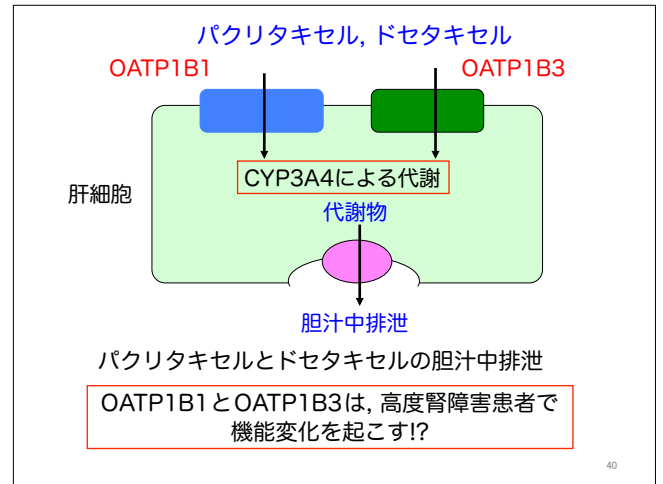 パクリタキセル, ドセタキセル
OATP1B1
OATP1B3
CYP3A4による代謝
肝細胞
代謝物
胆汁中排泄
パクリタキセルとドセタキセルの胆汁中排泄
OATP1B1とOATP1B3は, 高度腎障害患者で
機能変化を起こす!?
40